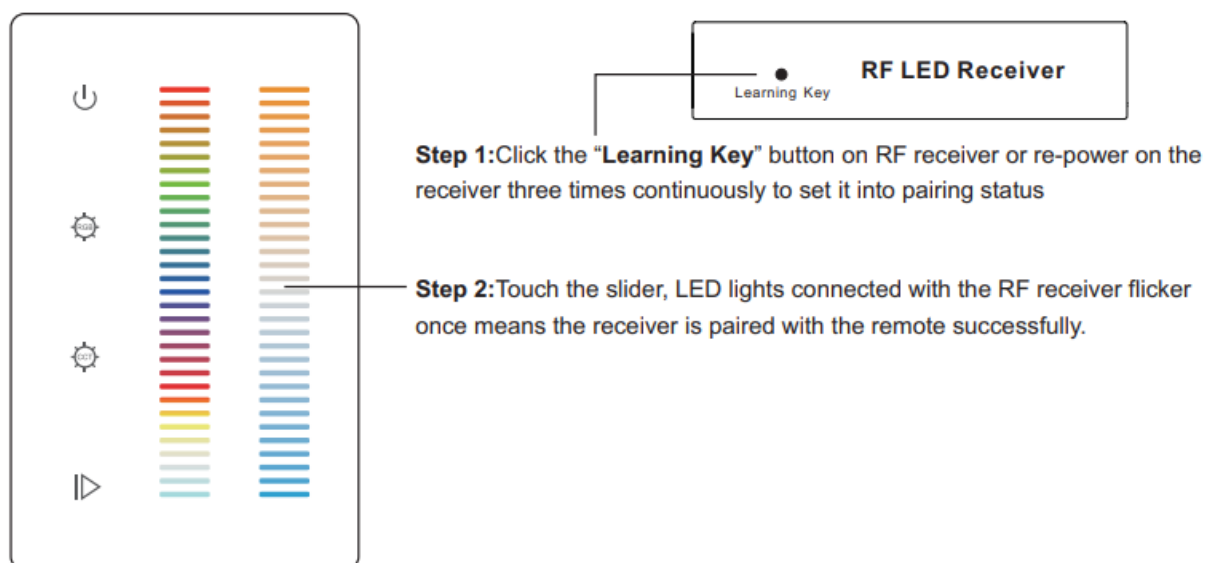 RF LED Receiver
Learning Key
Step 1:Click the “Learning Key” button on RF receiver or re-power on the
receiver three times continuously to set it into pairing status
RGB
Step 2:Touch the slider, LED lights connected with the RF receiver flicker
once means the receiver is paired with the remote successfully.
CCT